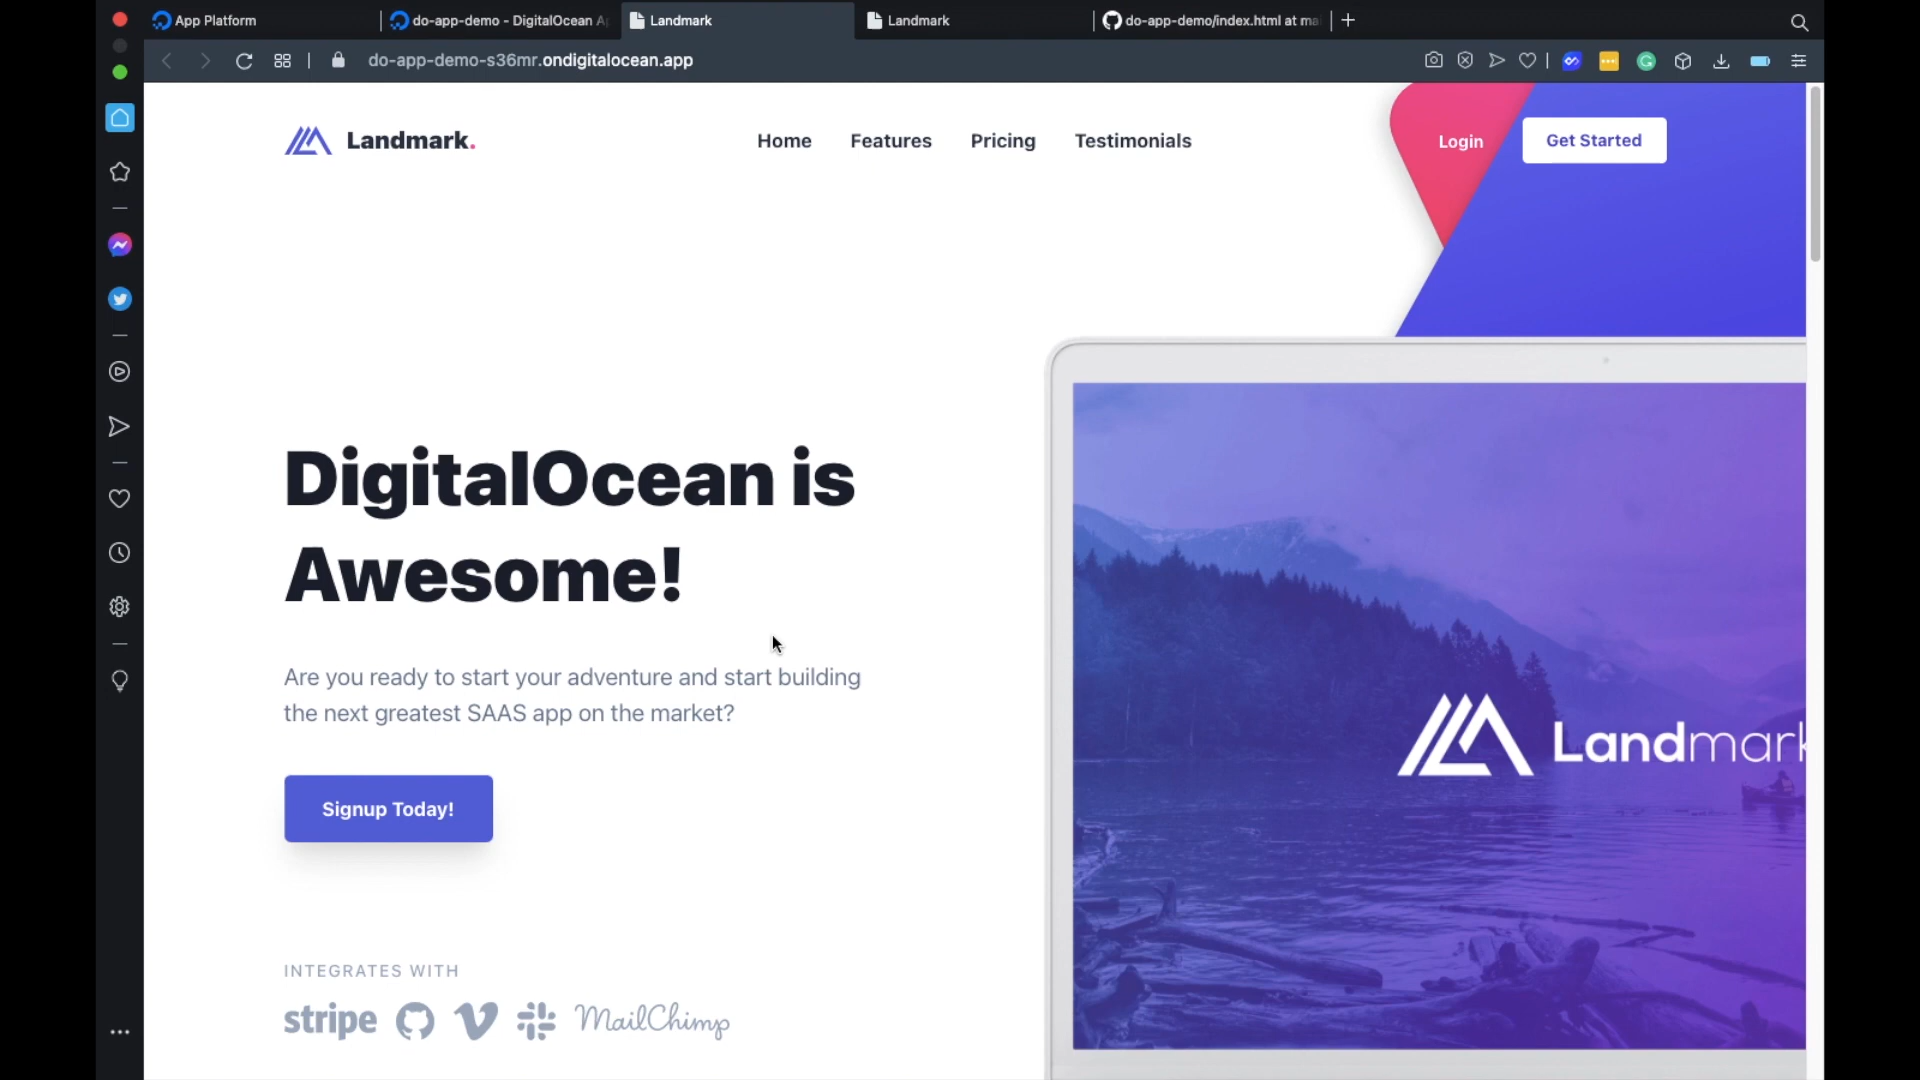 App Platform
do-app-demo - DigitalOcean A
Landmark
Landmark
do-app-demo/index.html at ma
do-app-demo-s36mr.ondigitalocean.app
Landmark.
Home
Features
Pricing
Testimonials
Login
Get Started
DigitalOcean is
Awesome!
Are you ready to start your adventure and start building
the next greatest SAAS app on the market?
Signup Today!
INTEGRATES WITH
stripe
MailChimp
Landmark